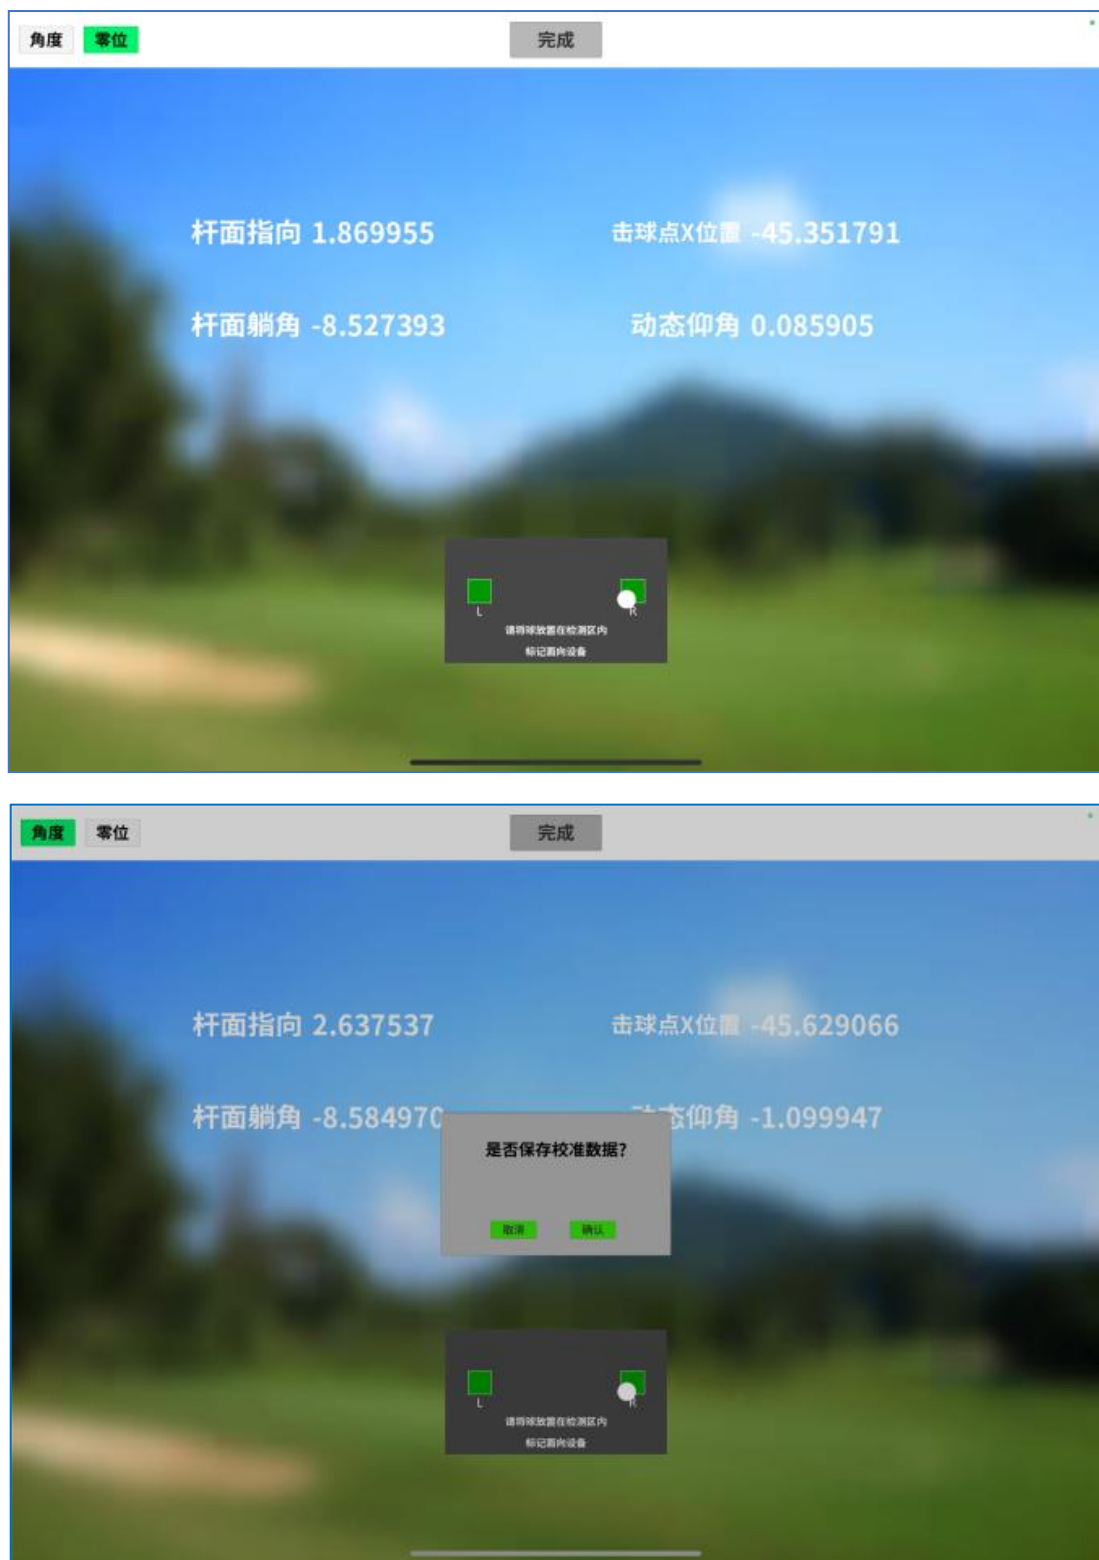 角度 零位 完成
杆面指向 1.869955 击球点X位置 -45.351791
杆面躺角 -8.527393 动态仰角 0.085905
L R
请将球放置在检测区内
标记面向设备
角度 零位 完成
杆面指向 2.637537 击球点X位置 -45.629066
杆面躺角 -8.584970 动态仰角 -1.099947
是否保存校准数据?
取消 确认
L R
请将球放置在检测区内
标记面向设备